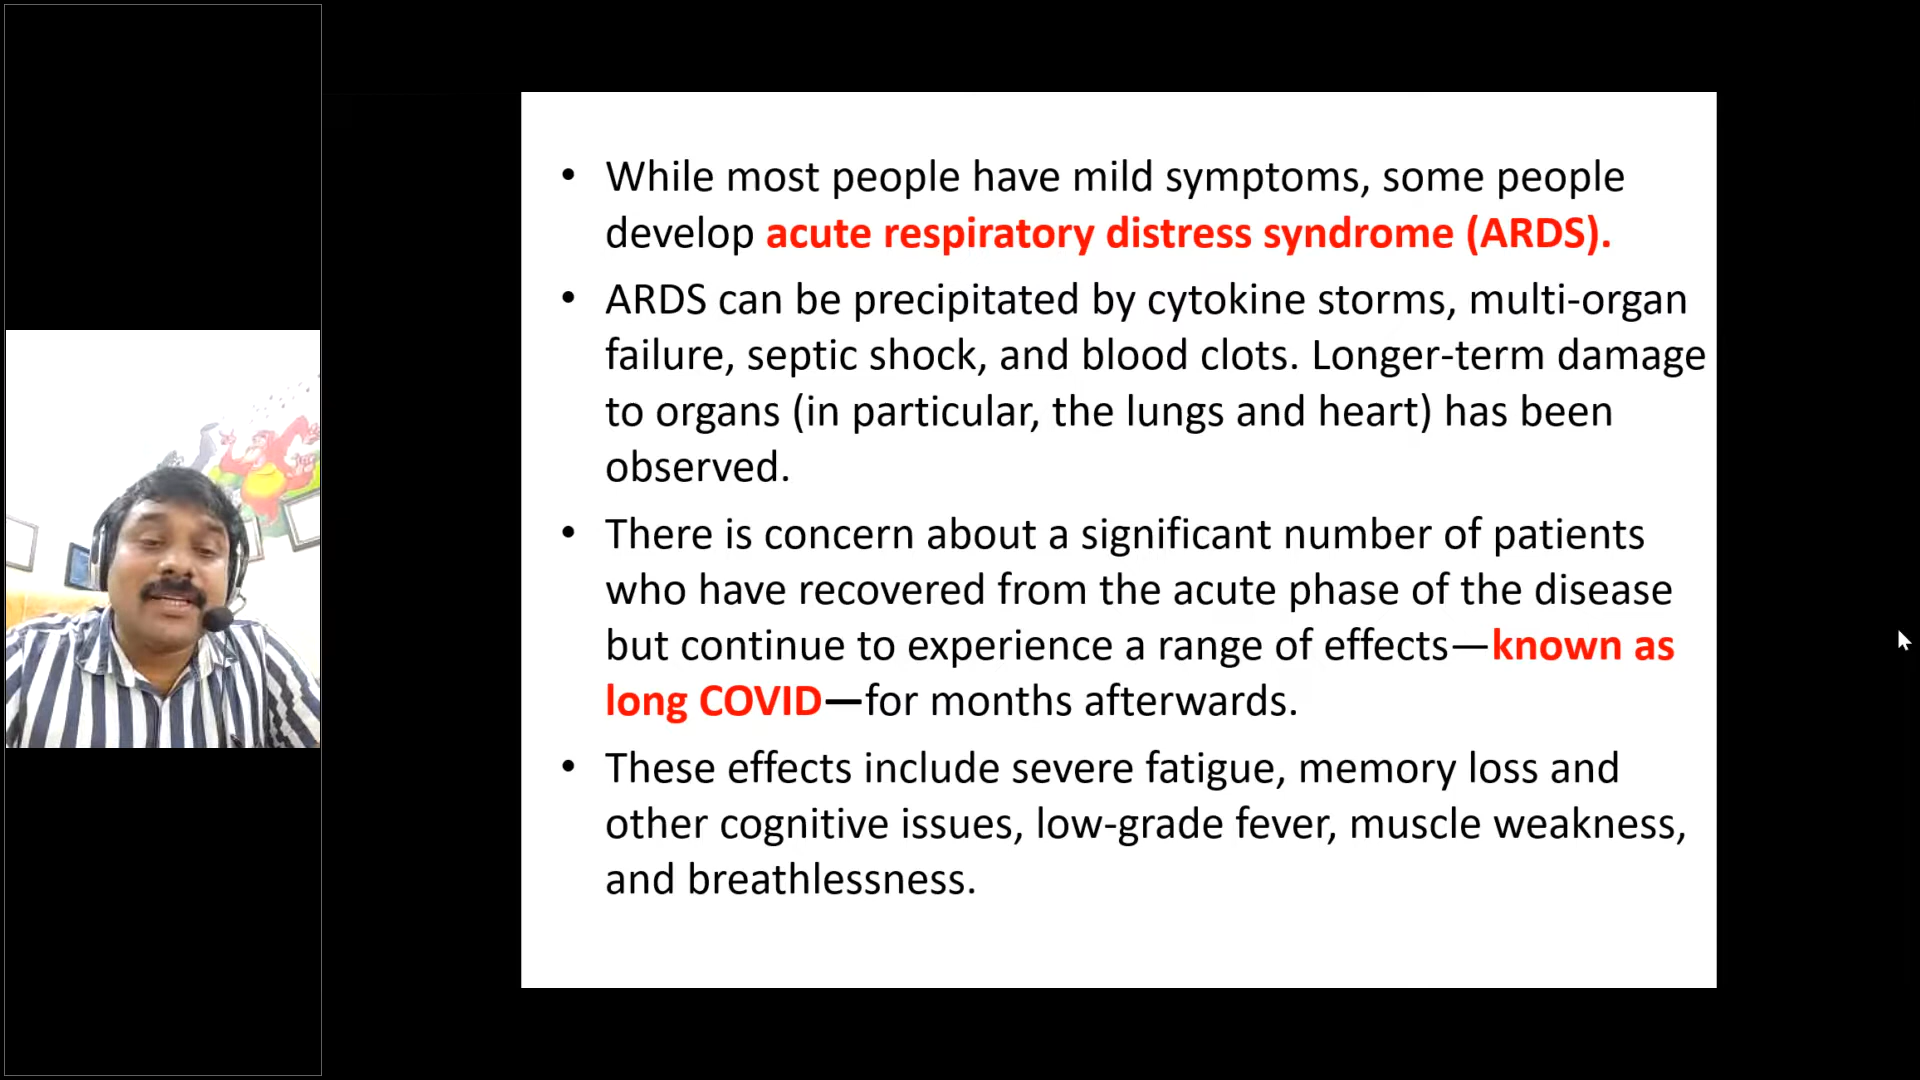 • While most people have mild symptoms, some people
develop acute respiratory distress syndrome (ARDS).
• ARDS can be precipitated by cytokine storms, multi-organ
failure, septic shock, and blood clots. Longer-term damage
to organs (in particular, the lungs and heart) has been
observed.
• There is concern about a significant number of patients
who have recovered from the acute phase of the disease
but continue to experience a range of effects—known as
long COVID—for months afterwards.
• These effects include severe fatigue, memory loss and
other cognitive issues, low-grade fever, muscle weakness,
and breathlessness.